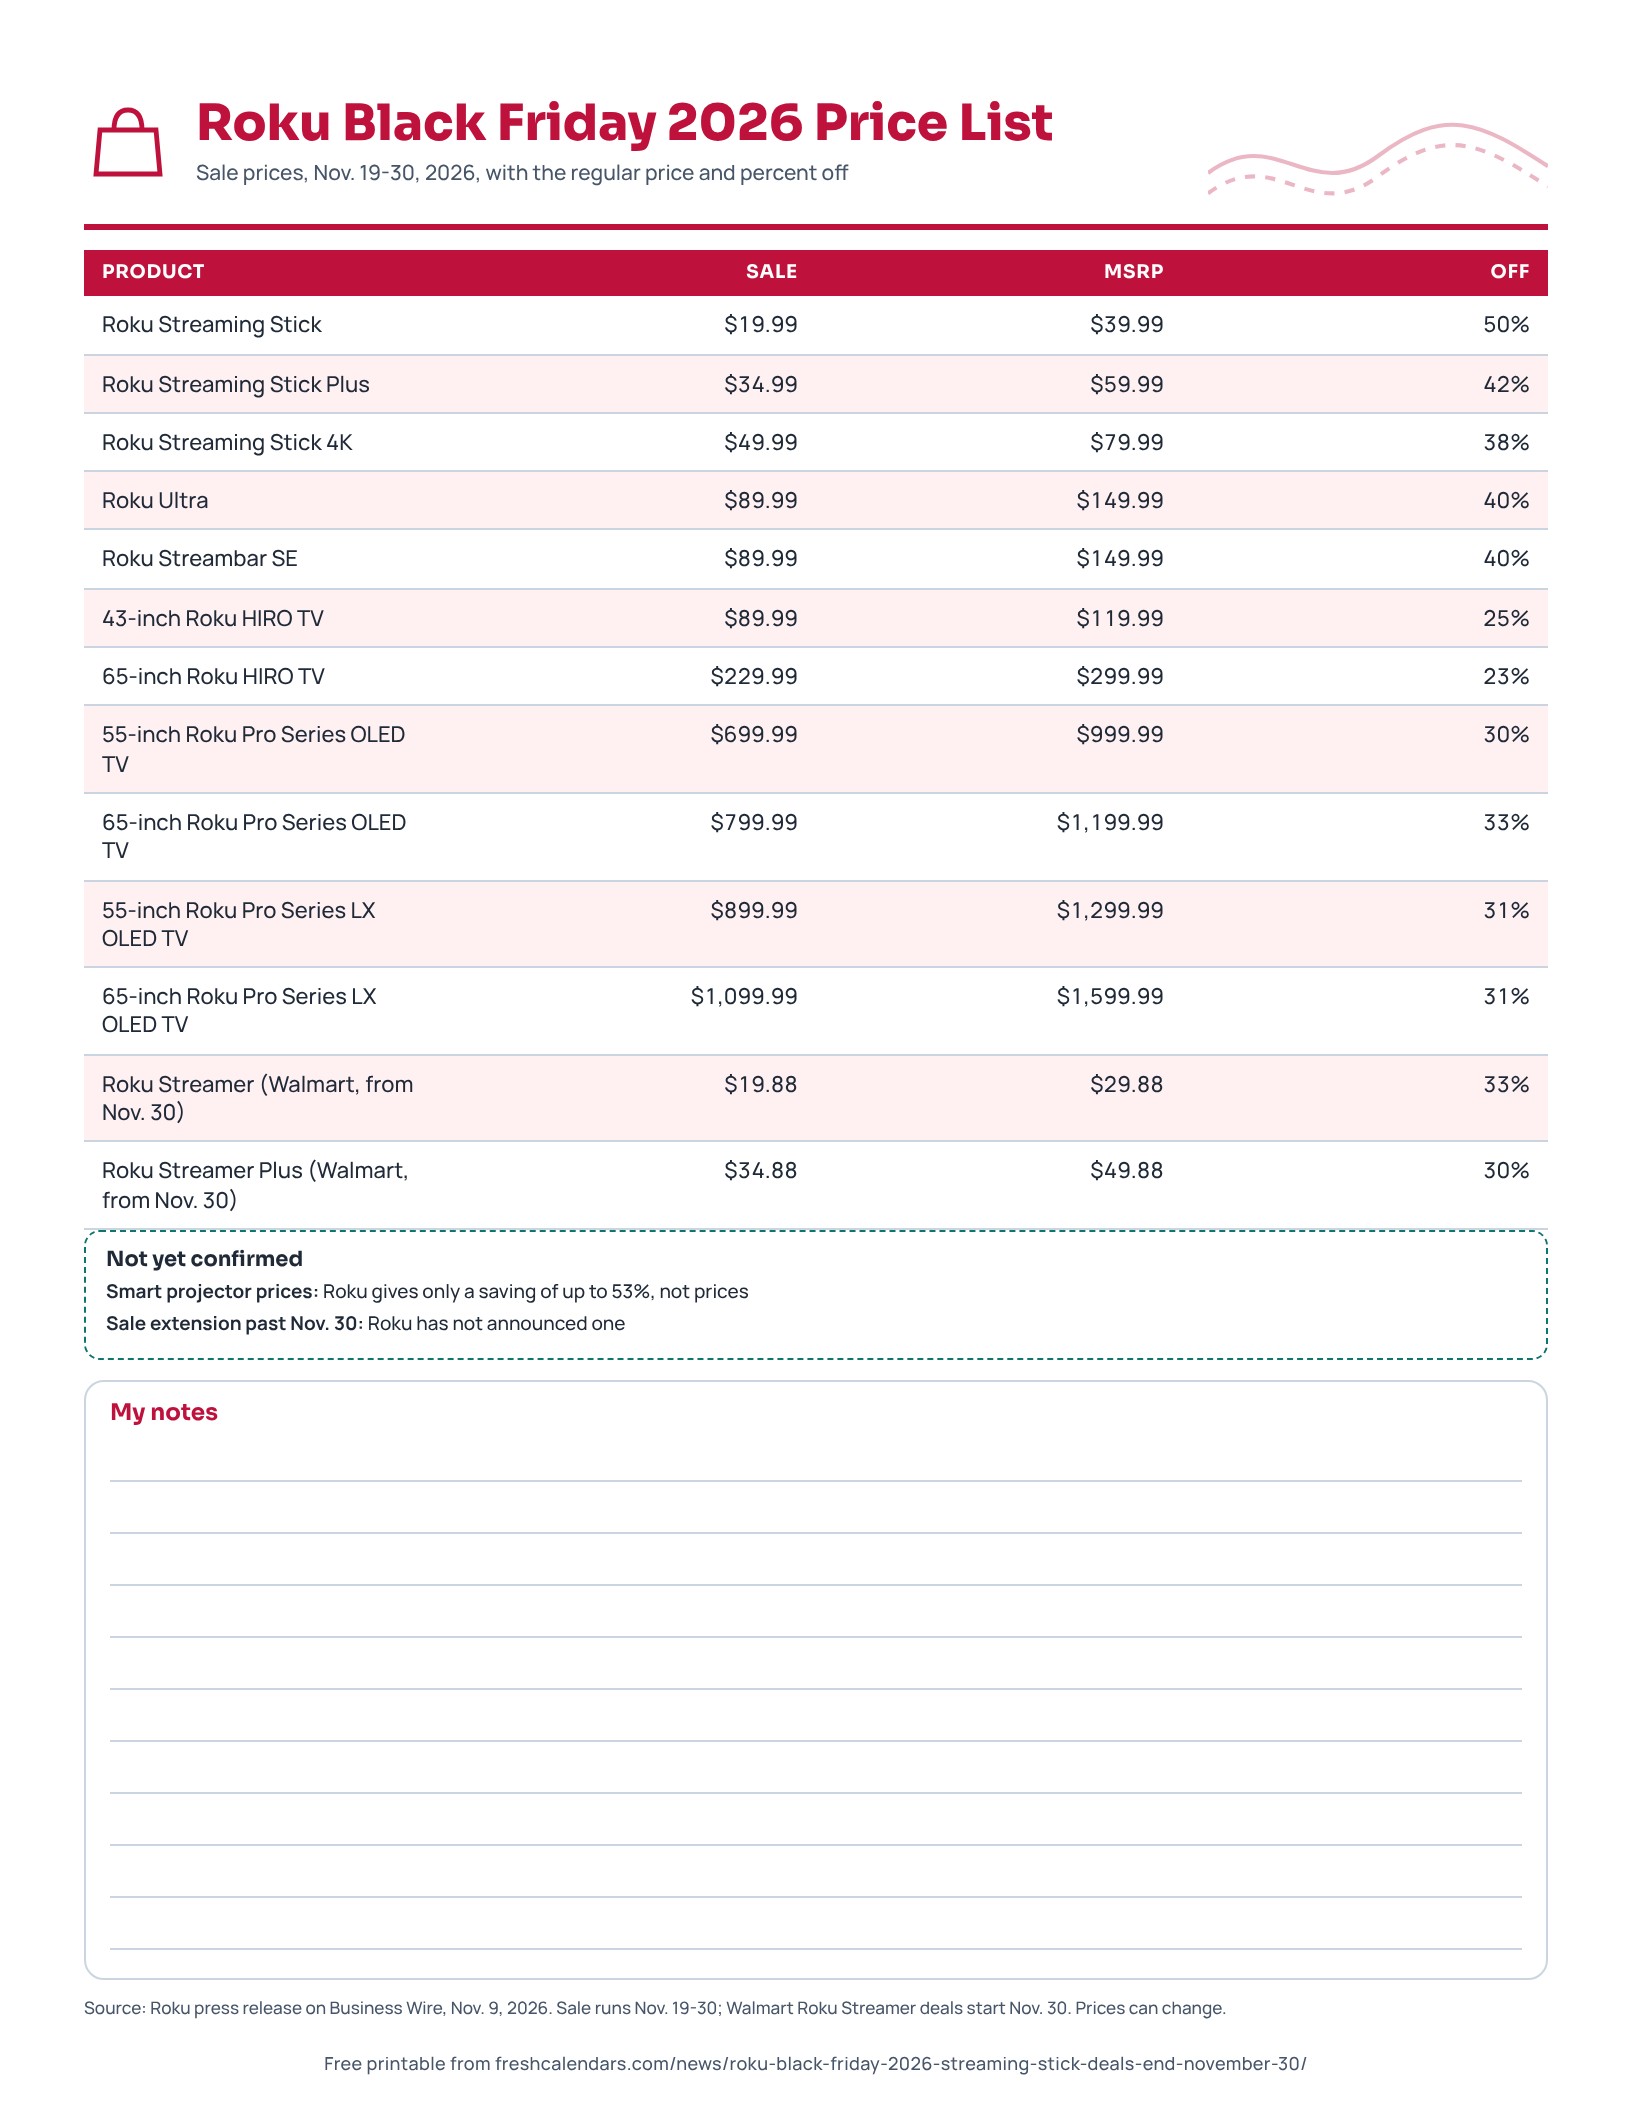 Roku Black Friday 2026 Price List
Sale prices, Nov. 19-30, 2026, with the regular price and percent off
PRODUCT SALE MSRP OFF
Roku Streaming Stick $19.99 $39.99 50%
Roku Streaming Stick Plus $34.99 $59.99 42%
Roku Streaming Stick 4K $49.99 $79.99 38%
Roku Ultra $89.99 $149.99 40%
Roku Streambar SE $89.99 $149.99 40%
43-inch Roku HIRO TV $89.99 $119.99 25%
65-inch Roku HIRO TV $229.99 $299.99 23%
55-inch Roku Pro Series OLED $699.99 $999.99 30%
TV
65-inch Roku Pro Series OLED $799.99 $1,199.99 33%
TV
55-inch Roku Pro Series LX $899.99 $1,299.99 31%
OLED TV
65-inch Roku Pro Series LX $1,099.99 $1,599.99 31%
OLED TV
Roku Streamer (Walmart, from $19.88 $29.88 33%
Nov. 30)
Roku Streamer Plus (Walmart, $34.88 $49.88 30%
from Nov. 30)
Not yet confirmed
Smart projector prices: Roku gives only a saving of up to 53%, not prices
Sale extension past Nov. 30: Roku has not announced one
My notes
Source: Roku press release on Business Wire, Nov. 9, 2026. Sale runs Nov. 19-30; Walmart Roku Streamer deals start Nov. 30. Prices can change.
Free printable from freshcalendars.com/news/roku-black-friday-2026-streaming-stick-deals-end-november-30/